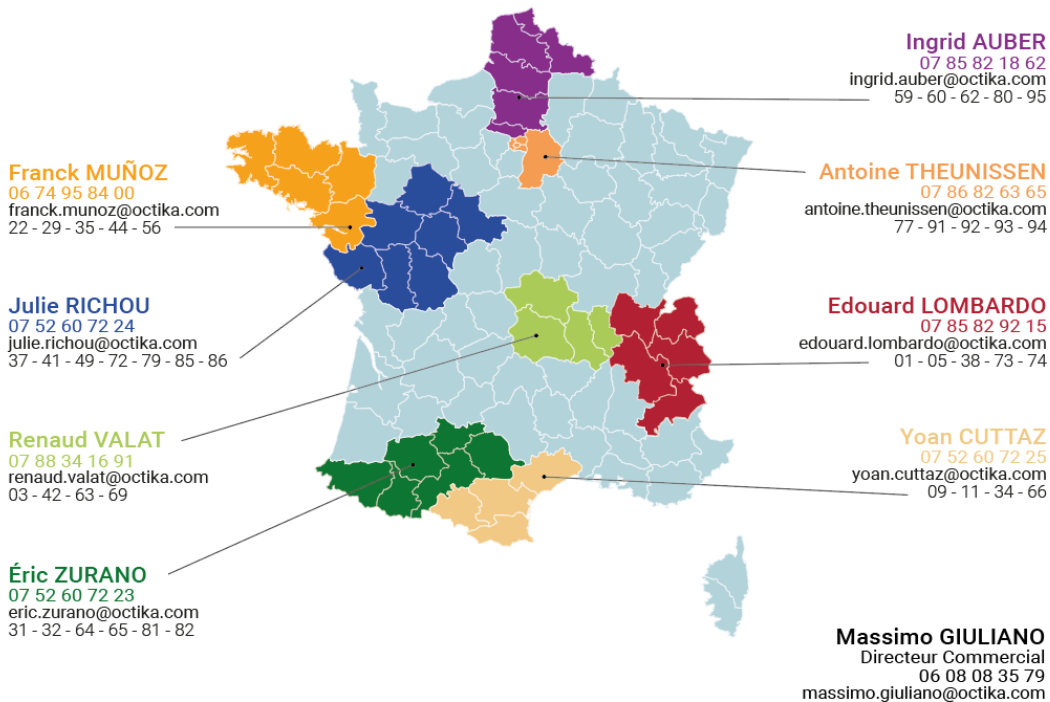 Ingrid AUBER
07 85 82 18 62
ingrid.auber@octika.com
59 - 60 - 62 - 80 - 95
Franck MUÑOZ
06 74 95 84 00
franck.munoz@octika.com
22 - 29 - 35 - 44 - 56
Antoine THEUNISSEN
07 86 82 63 65
antoine.theunissen@octika.com
77 - 91 - 92 - 93 - 94
Julie RICHOU
07 52 60 72 24
julie.richou@octika.com
37 - 41 - 49 - 72 - 79 - 85 - 86
Edouard LOMBARDO
07 85 82 92 15
edouard.lombardo@octika.com
01 - 05 - 38 - 73 - 74
Renaud VALAT
07 88 34 16 91
renaud.valat@octika.com
03 - 42 - 63 - 69
Yoan CUTTAZ
07 52 60 72 25
yoan.cuttaz@octika.com
09 - 11 - 34 - 66
Éric ZURANO
07 52 60 72 23
eric.zurano@octika.com
31 - 32 - 64 - 65 - 81 - 82
Massimo GIULIANO
Directeur Commercial
06 08 08 35 79
massimo.giuliano@octika.com